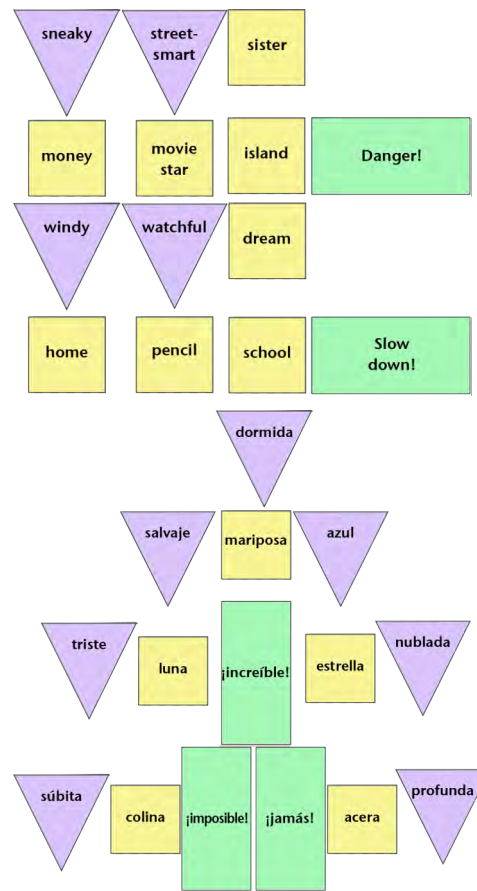 sneaky
street-
smart
sister
money
movie
star
island
Danger!
windy
watchful
dream
home
pencil
school
Slow
down!
dormida
salvaje
mariposa
azul
triste
luna
¡increíble!
estrella
nublada
súbita
colina
¡imposible!
¡jamás!
acera
profunda